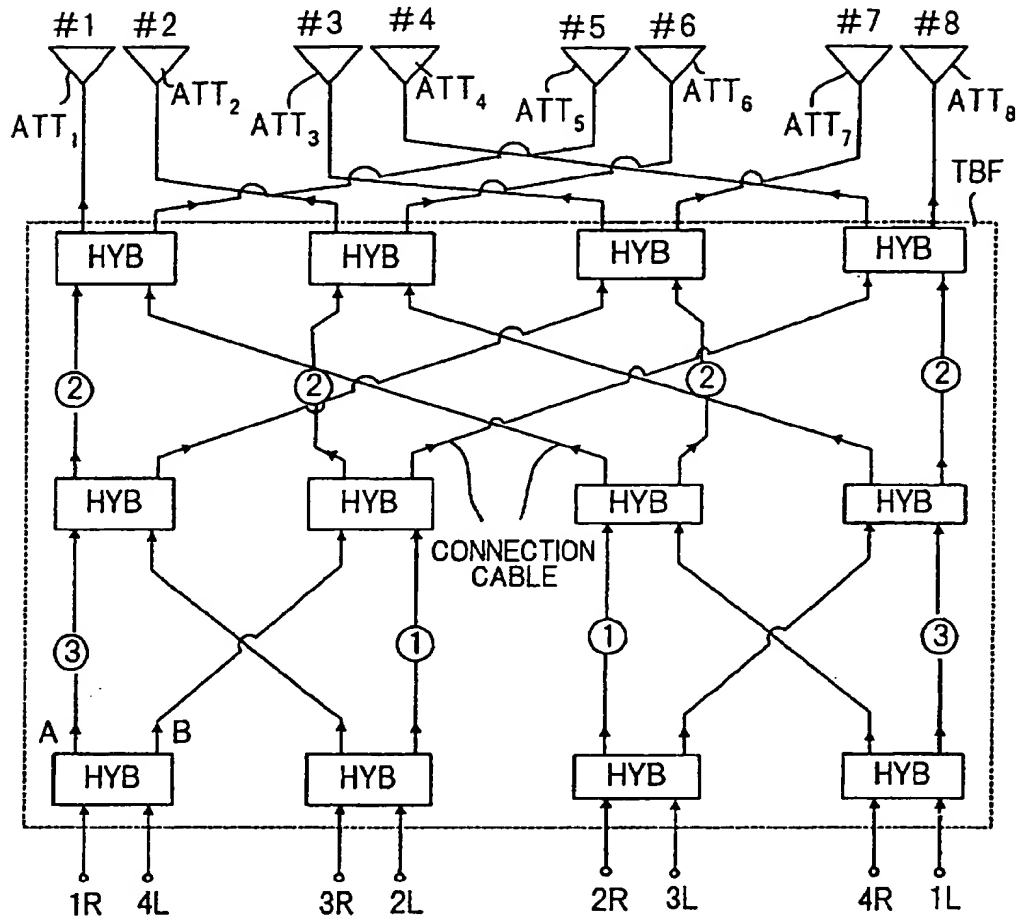 #1 #2 #3 #4 #5 #6 #7 #8
ATT1 ATT2 ATT3 ATT4 ATT5 ATT6 ATT7 ATT8
TBF
HYB HYB HYB HYB
2 2 2 2
HYB HYB HYB HYB
CONNECTION
CABLE
3 1 1 3
A B
HYB HYB HYB HYB
1R 4L 3R 2L 2R 3L 4R 1L